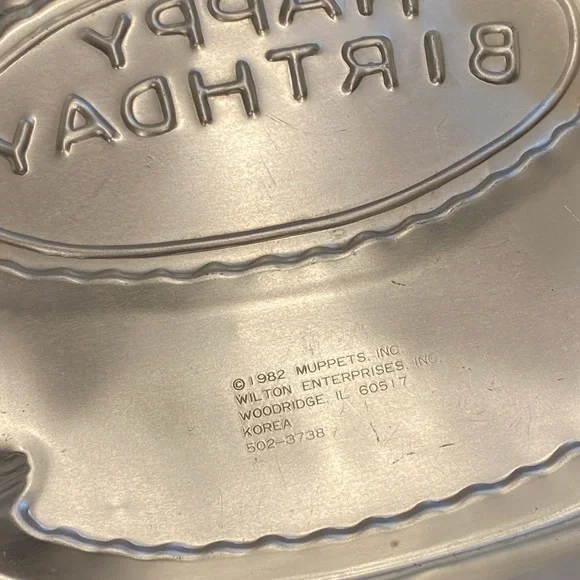 HAPPY
BIRTHDAY
©1982 MUPPETS, INC.
WILTON ENTERPRISES, INC.
WOODRIDGE, IL 60517
KOREA
502-3738